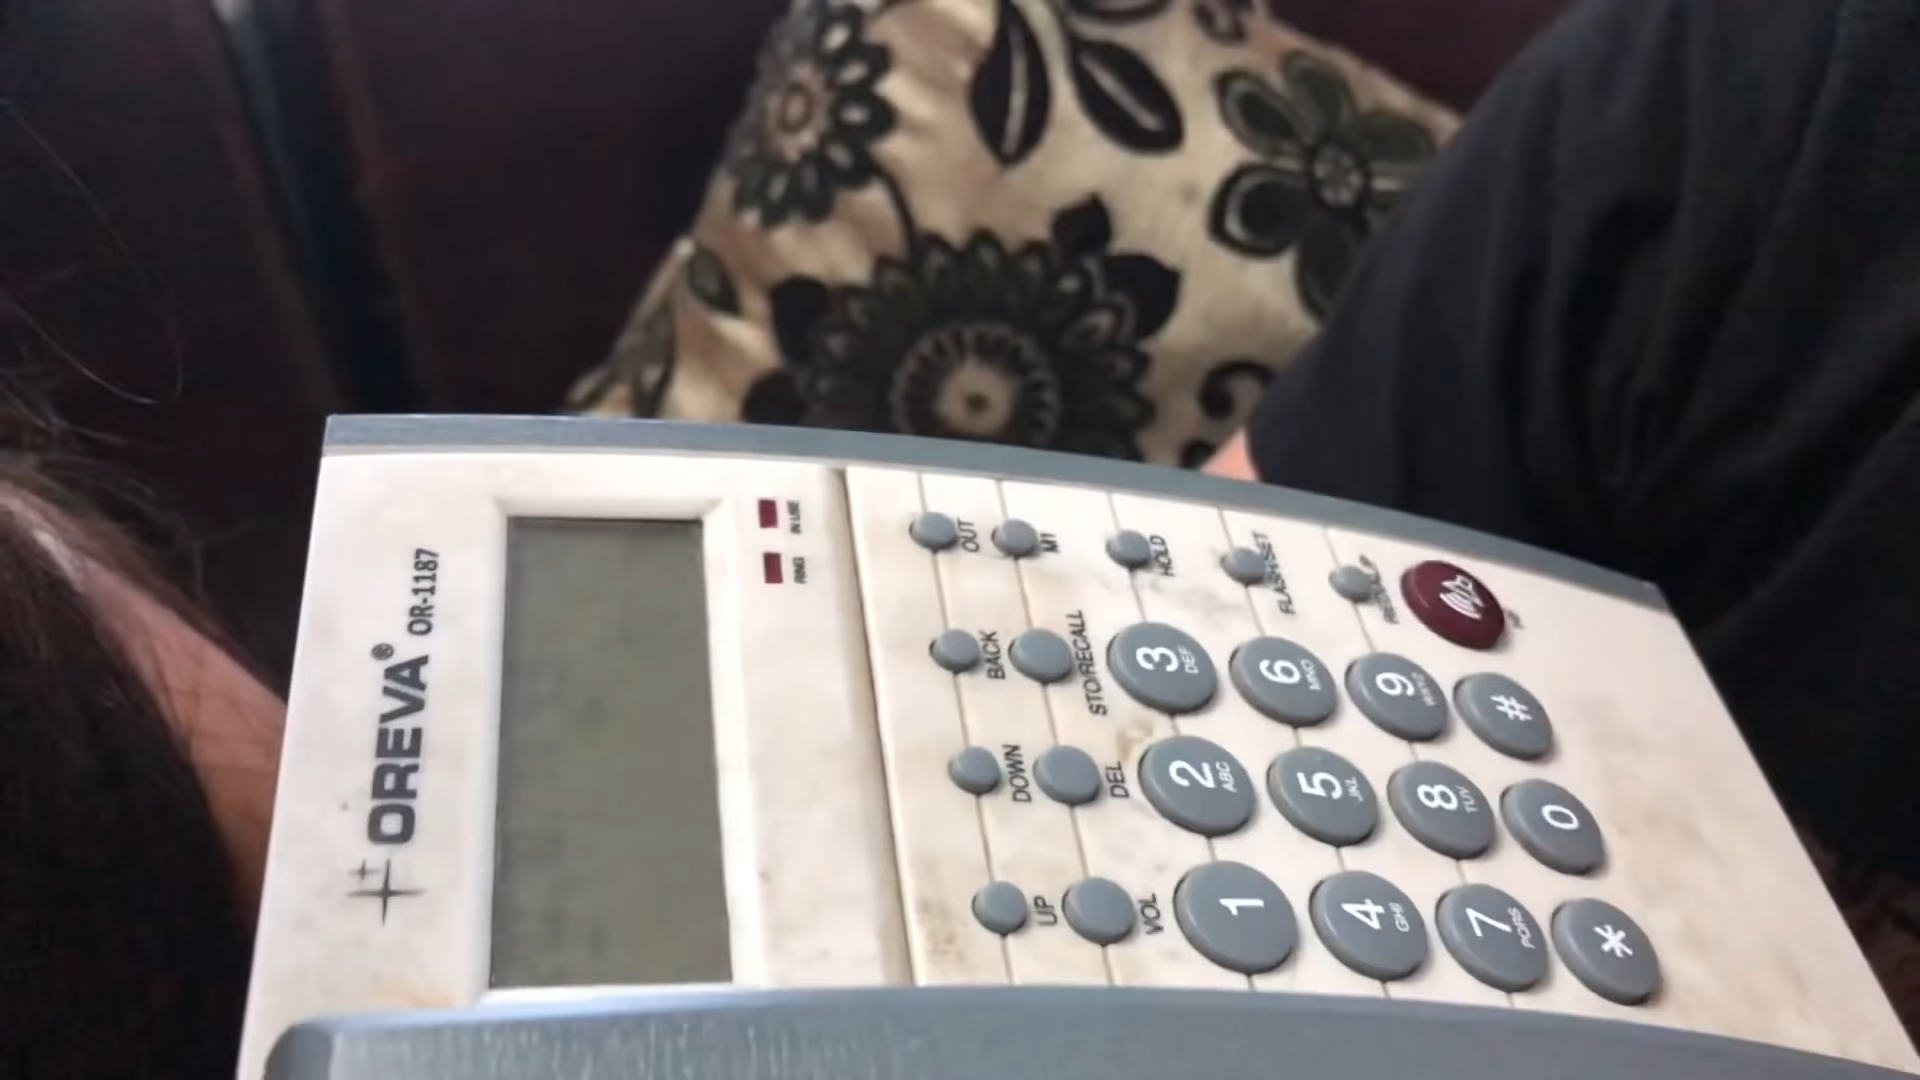 OREVA® OR-1187
RING IN USE
UP DOWN BACK OUT
VOL DEL STO/RECALL M1
1 2 ABC 3 DEF HOLD
4 GHI 5 JKL 6 MNO FLASH/SET
7 PQRS 8 TUV 9 WXYZ
* 0 #